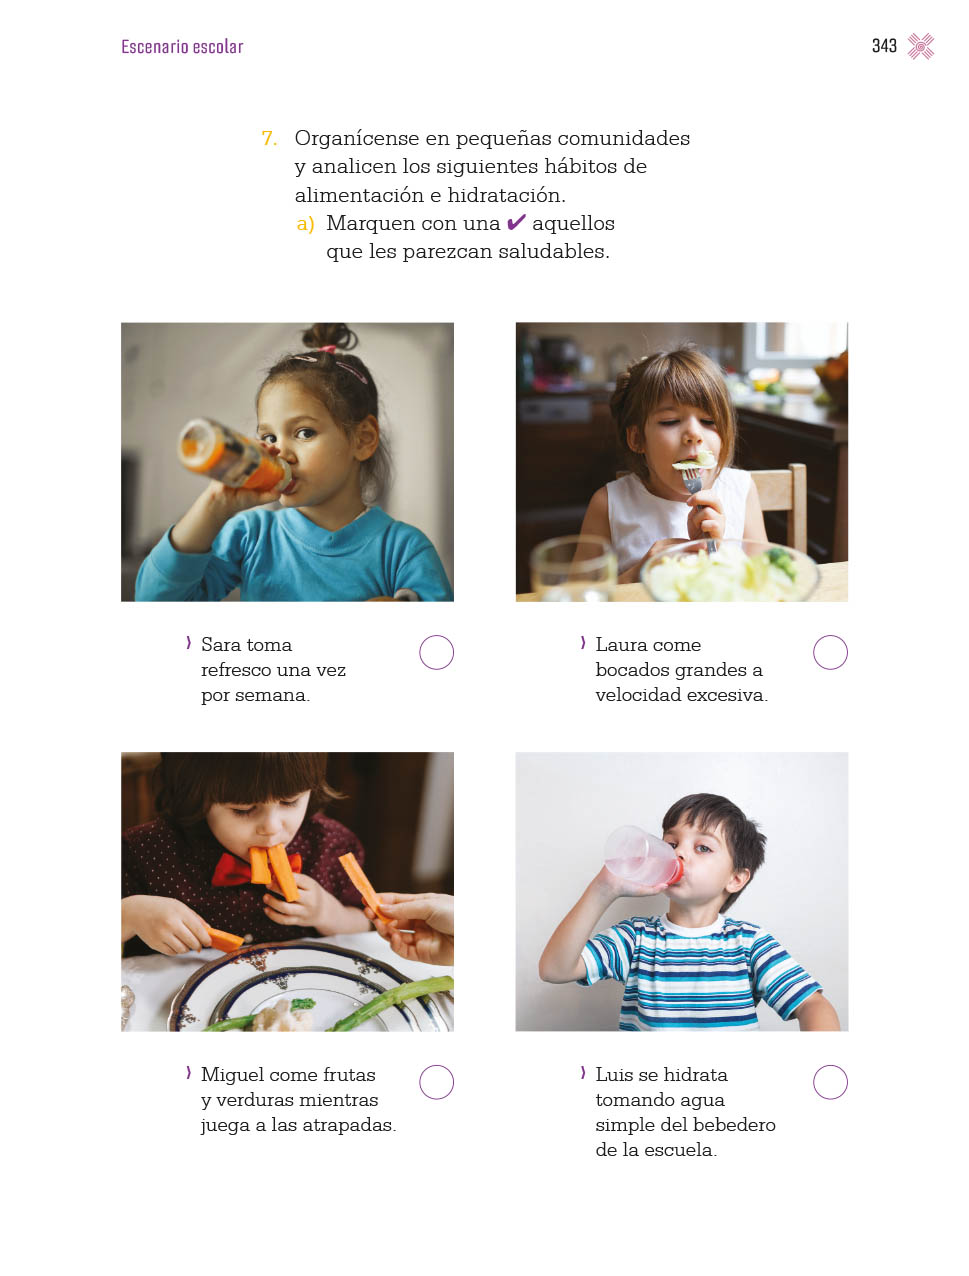 Escenario escolar
343
7. Organícense en pequeñas comunidades
y analicen los siguientes hábitos de
alimentación e hidratación.
a) Marquen con una ✔ aquellos
que les parezcan saludables.
Sara toma
refresco una vez
por semana.
Laura come
bocados grandes a
velocidad excesiva.
Miguel come frutas
y verduras mientras
juega a las atrapadas.
Luis se hidrata
tomando agua
simple del bebedero
de la escuela.